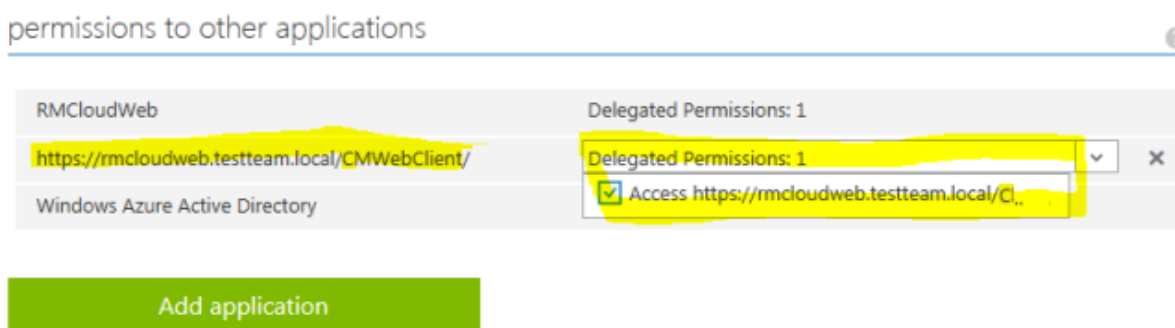 permissions to other applications
RMCloudWeb Delegated Permissions: 1
https://rmcloudweb.testteam.local/CMWebClient/ Delegated Permissions: 1
Access https://rmcloudweb.testteam.local/
Windows Azure Active Directory
Add application